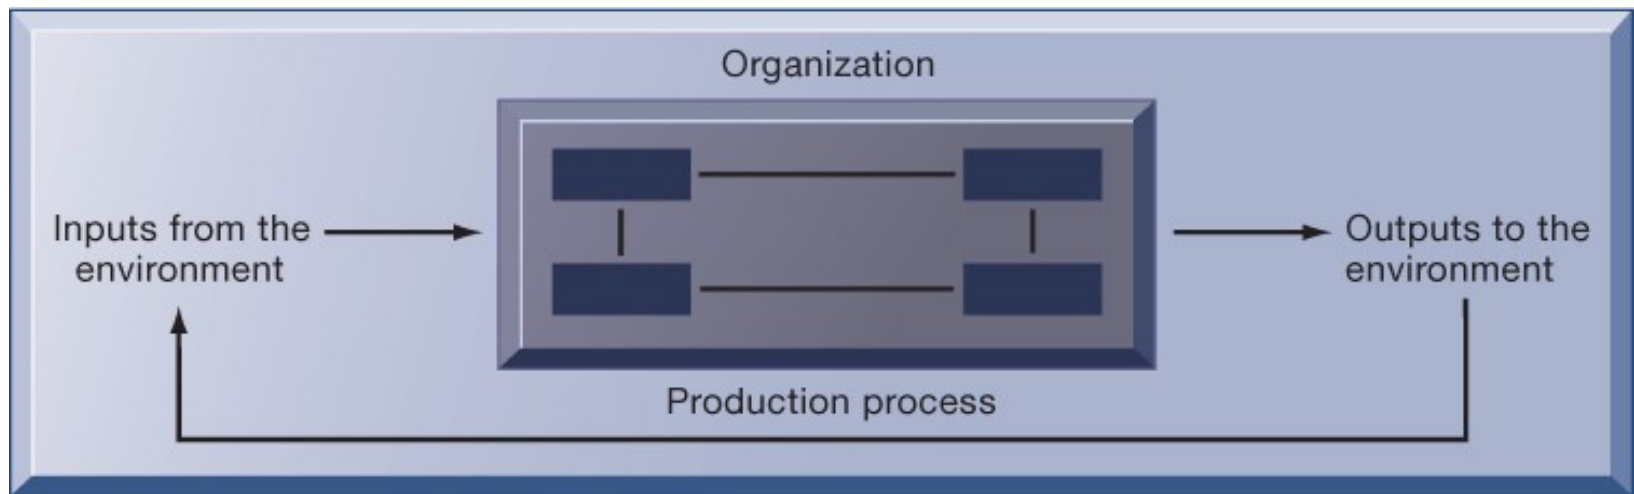 Organization
Inputs from the
environment
Outputs to the
environment
Production process